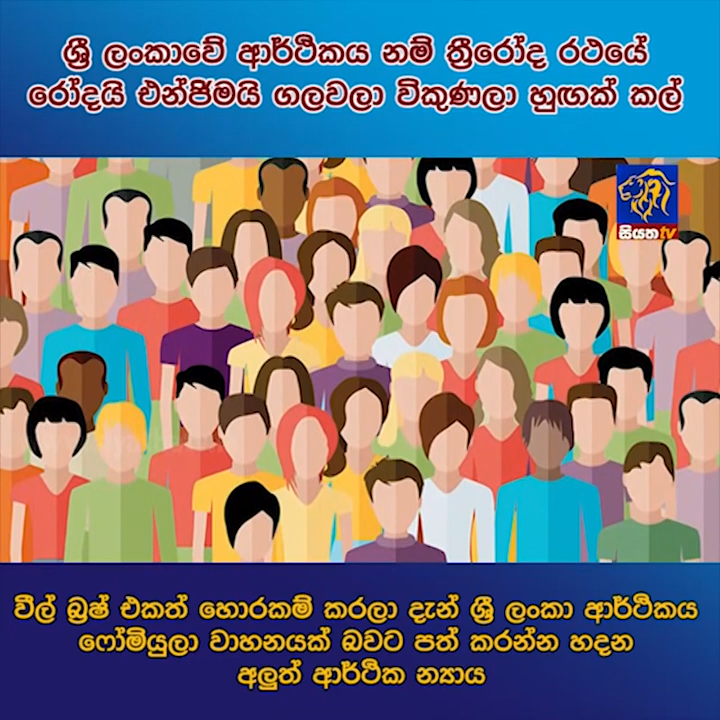 ශ්‍රී ලංකාවේ ආර්ථිකය නම් ත්‍රීරෝද රථයේ
රෝදයි එන්ජිමයි ගලවලා විකුණලා හුඟක් කල්
සියත tv
වීල් බ්‍රෂ් එකත් හොරකම් කරලා දැන් ශ්‍රී ලංකා ආර්ථිකය
ෆෝමියුලා වාහනයක් බවට පත් කරන්න හදන
අලුත් ආර්ථික න්‍යාය